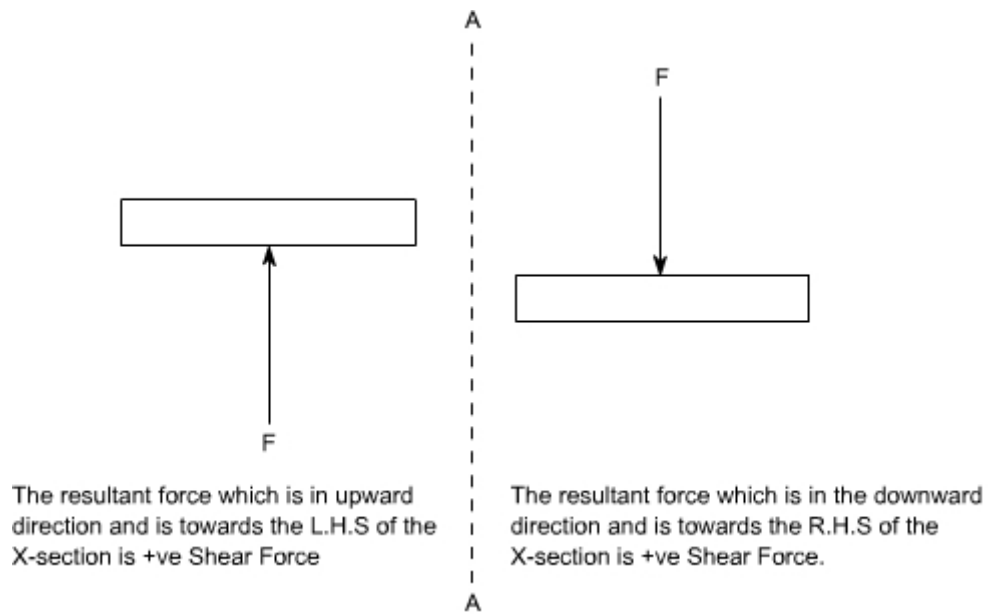 A
F
F
The resultant force which is in upward
direction and is towards the L.H.S of the
X-section is +ve Shear Force
The resultant force which is in the downward
direction and is towards the R.H.S of the
X-section is +ve Shear Force.
A